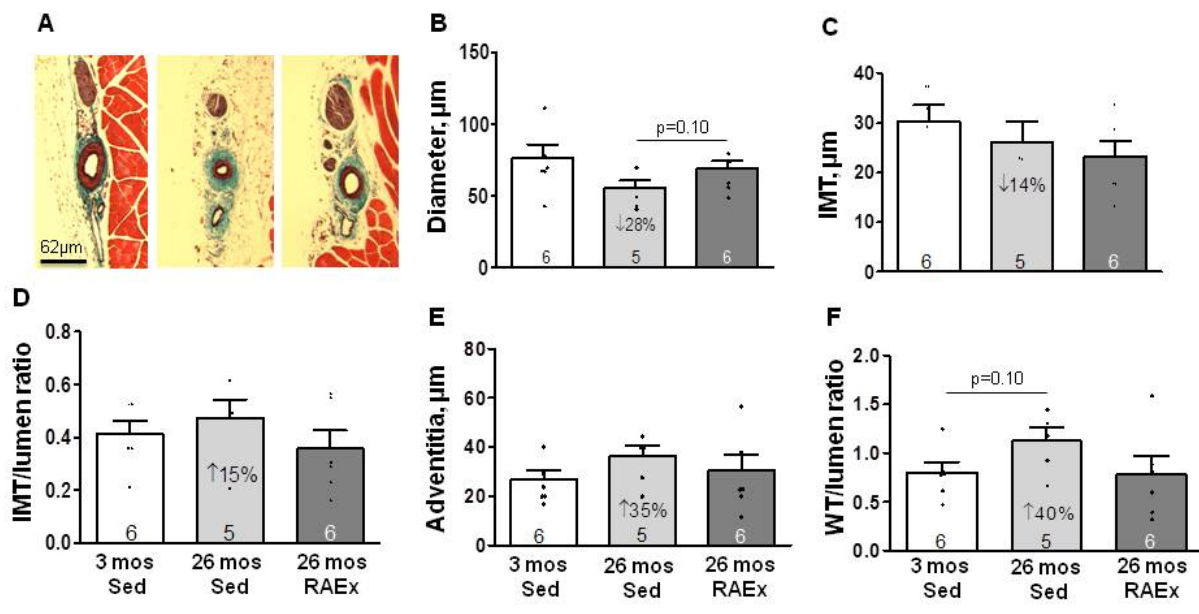 A
62µm
B
Diameter, µm
150
100
50
0
p=0.10
↓28%
6
5
6
C
IMT, µm
40
30
20
10
0
↓14%
6
5
6
D
IMT/lumen ratio
0.8
0.6
0.4
0.2
0.0
↑15%
6
5
6
3 mos
Sed
26 mos
Sed
26 mos
RAEx
E
Adventitia, µm
80
60
40
20
0
↑35%
6
5
6
3 mos
Sed
26 mos
Sed
26 mos
RAEx
F
WT/lumen ratio
2.0
1.5
1.0
0.5
0.0
p=0.10
↑40%
6
5
6
3 mos
Sed
26 mos
Sed
26 mos
RAEx